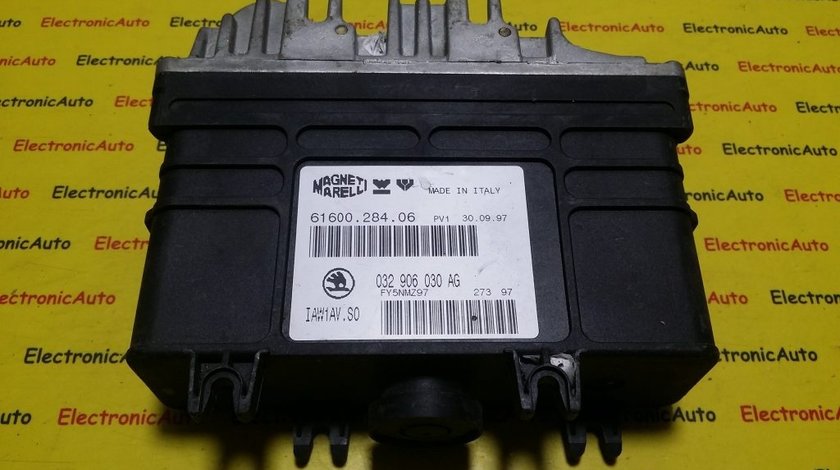 MAGNETI MARELLI MADE IN ITALY
61600.284.06 PV1 30.09.97
032 906 030 AG
FY5NMZ97 273 97
IAW1AV.S0
ElectronicAuto